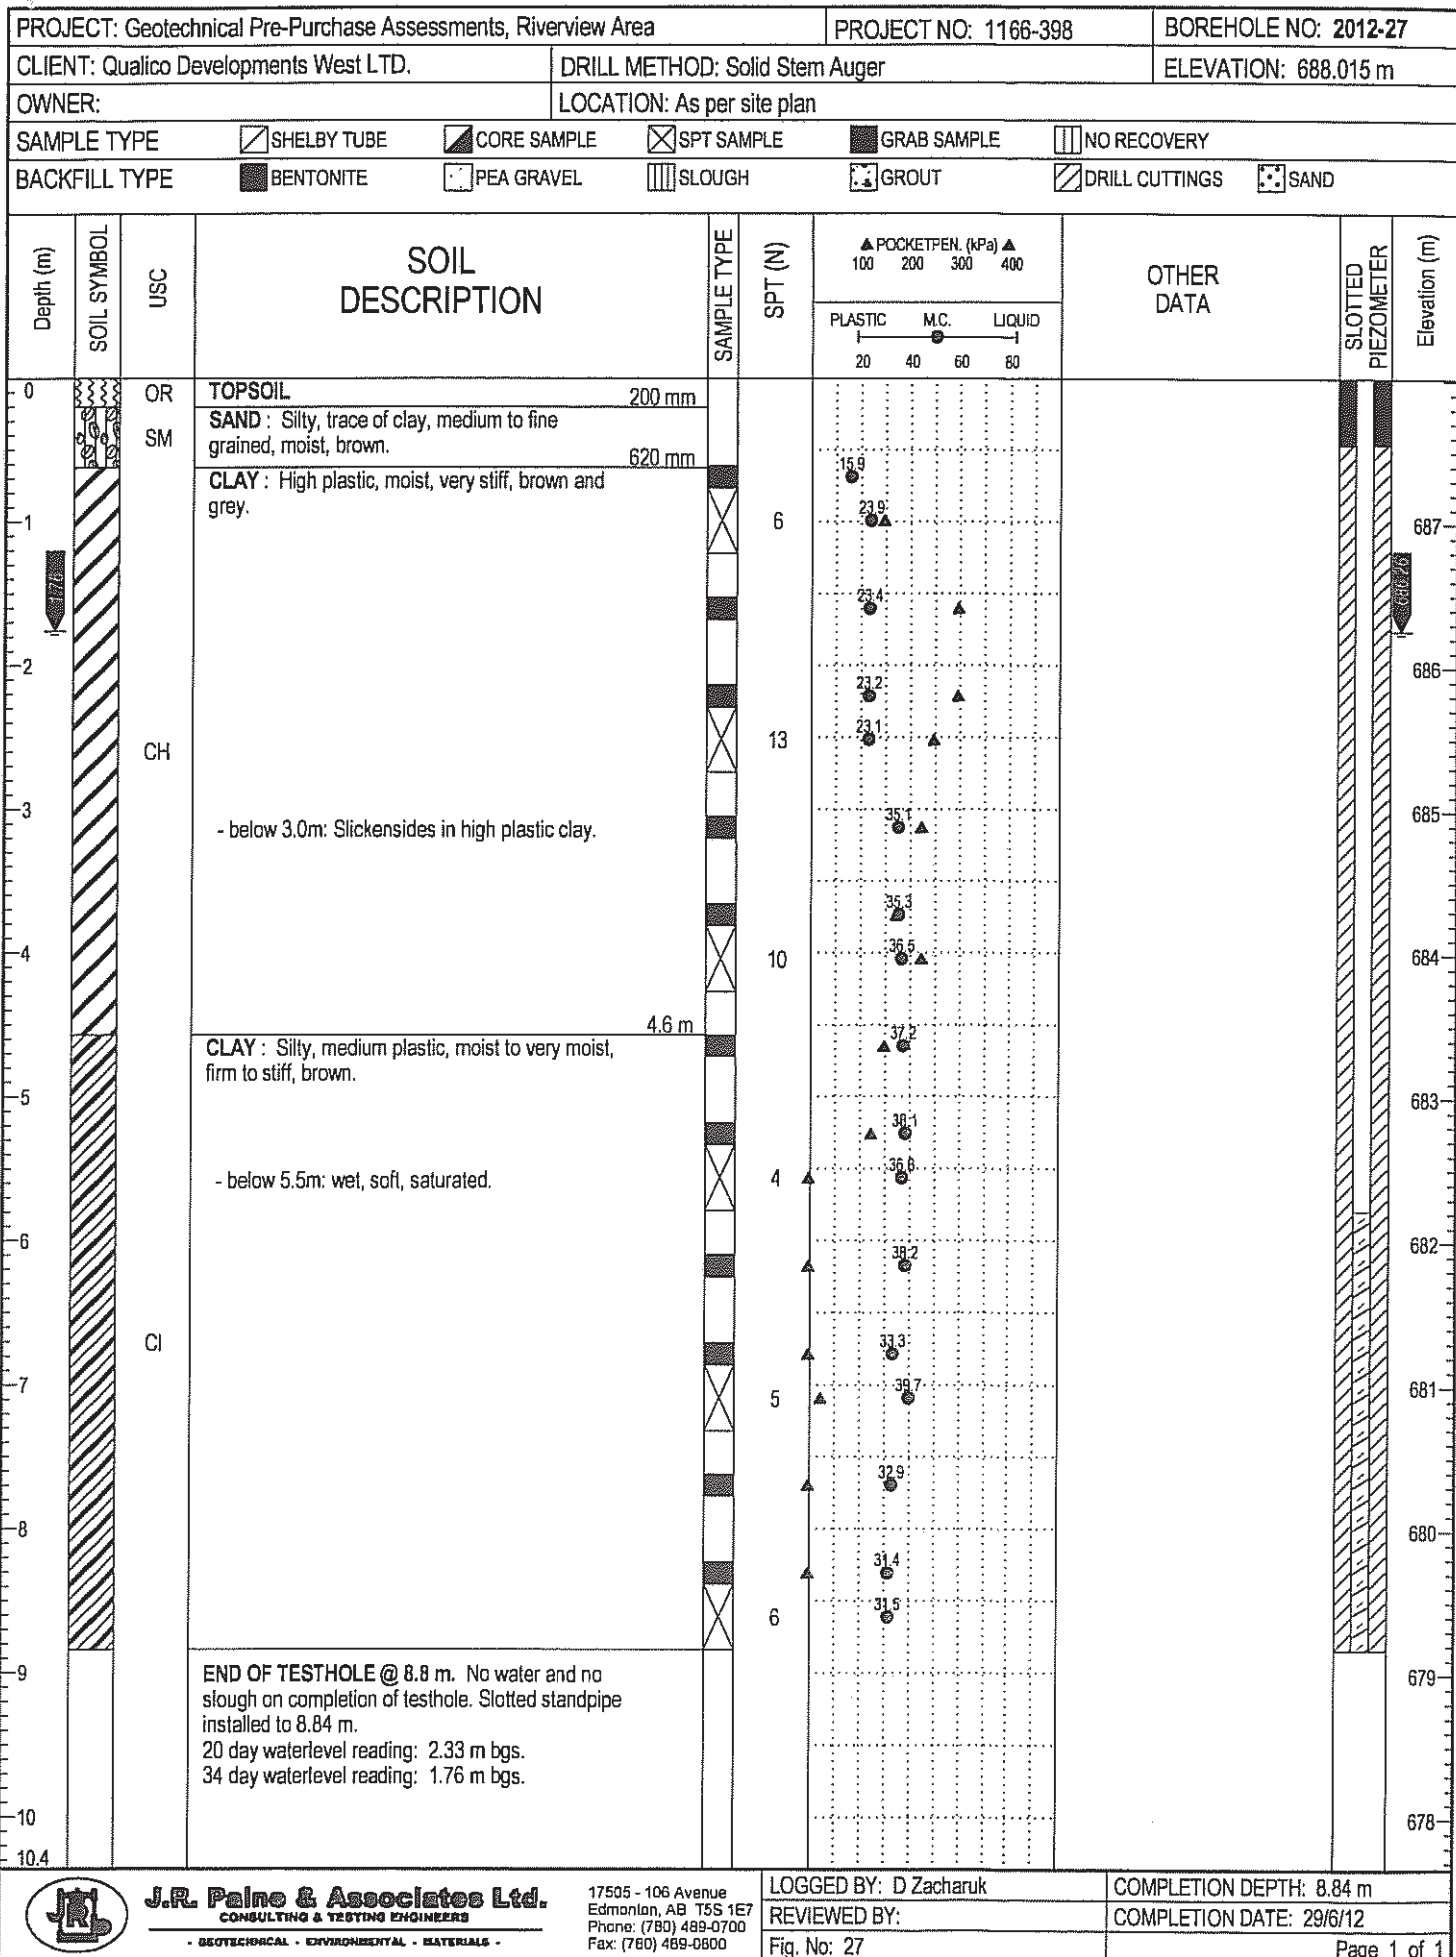 PROJECT: Geotechnical Pre-Purchase Assessments, Riverview Area PROJECT NO: 1166-398 BOREHOLE NO: 2012-27
CLIENT: Qualico Developments West LTD. DRILL METHOD: Solid Stem Auger ELEVATION: 688.015 m
OWNER: LOCATION: As per site plan
SAMPLE TYPE SHELBY TUBE CORE SAMPLE SPT SAMPLE GRAB SAMPLE NO RECOVERY
BACKFILL TYPE BENTONITE PEA GRAVEL SLOUGH GROUT DRILL CUTTINGS SAND
Depth (m)
SOIL SYMBOL
USC
SOIL
DESCRIPTION
SAMPLE TYPE
SPT (N)
▲ POCKETPEN. (kPa) ▲
100 200 300 400
PLASTIC M.C. LIQUID
20 40 60 80
OTHER
DATA
SLOTTED
PIEZOMETER
Elevation (m)
0 OR TOPSOIL 200 mm
SAND : Silty, trace of clay, medium to fine
SM grained, moist, brown.
620 mm
CLAY : High plastic, moist, very stiff, brown and
grey.
15.9
1 6 23.9 687
1.76 686.26
23.4
2 686
23.2
CH 13 23.1
3 685
- below 3.0m: Slickensides in high plastic clay. 35.1
35.3
4 10 36.5 684
4.6 m
CLAY : Silty, medium plastic, moist to very moist,
firm to stiff, brown.
37.2
5 683
38.1
- below 5.5m: wet, soft, saturated. 4 36.8
6 682
38.2
CI 33.3
7 5 39.7 681
32.9
8 680
31.4
6 31.5
9 679
END OF TESTHOLE @ 8.8 m. No water and no
slough on completion of testhole. Slotted standpipe
installed to 8.84 m.
20 day waterlevel reading: 2.33 m bgs.
34 day waterlevel reading: 1.76 m bgs.
10 678
10.4
JRP
J.R. Paine & Associates Ltd.
CONSULTING & TESTING ENGINEERS
- GEOTECHNICAL - ENVIRONMENTAL - MATERIALS -
17505 - 106 Avenue
Edmonton, AB T5S 1E7
Phone: (780) 489-0700
Fax: (780) 489-0800
LOGGED BY: D Zacharuk COMPLETION DEPTH: 8.84 m
REVIEWED BY: COMPLETION DATE: 29/6/12
Fig. No: 27 Page 1 of 1